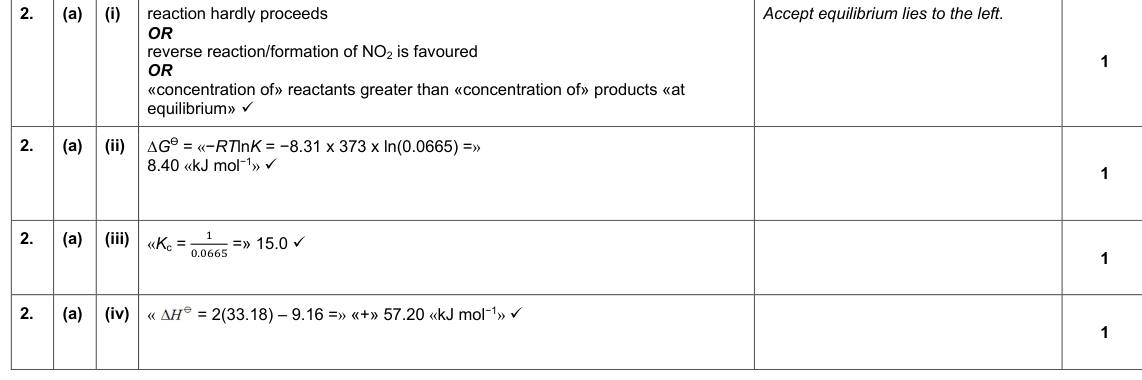 2. (a) (i) reaction hardly proceeds Accept equilibrium lies to the left.
OR
reverse reaction/formation of NO₂ is favoured
OR
1
«concentration of» reactants greater than «concentration of» products «at
equilibrium» ✓
2. (a) (ii) ΔG⦵ = «−RTlnK = −8.31 x 373 x ln(0.0665) =»
8.40 «kJ mol⁻¹» ✓
1
2. (a) (iii) «Kc = 1/0.0665 =» 15.0 ✓
1
2. (a) (iv) « ΔH⦵ = 2(33.18) – 9.16 =» «+» 57.20 «kJ mol⁻¹» ✓
1